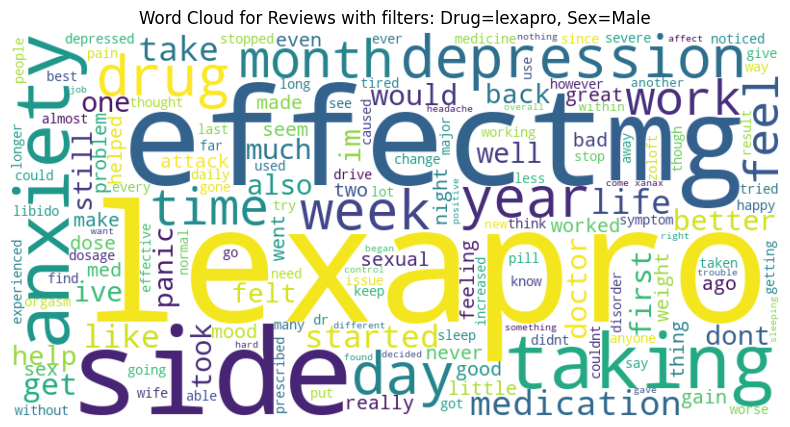 Word Cloud for Reviews with filters: Drug=lexapro, Sex=Male
people
depressed
pain
stopped
take
even
ever
medicine
nothing
since
severe
affect
noticed
job
best
drug
month
depression
use
another
give
way
almost
thought
one
made
long
tired
see
would
back
great
however
overall
within
work
result
anxiety
longer
could
still
problem
helped
last
far
attack
seem
much
im
caused
used
headache
change
working
well
major
bad
stop
away
zoloft
though
feel
effect
mg
every
daily
gone
also
drive
two
lot
night
less
come xanax
tried
happy
libido
make
time
try
week
positive
year
life
symptom
better
experienced
dose
dosage
med
find
panic
effective
normal
went
go
sexual
feeling
new
think
worked
right
want
ive
felt
began
need
control
issue
keep
increased
pill
know
doctor
disorder
first
weight
taken
ago
trouble
getting
orgasm
lexapro
like
mood
many
dr
different
started
sleep
something
never
didnt
couldnt
anyone
thing
dont
sleeping
help
sex
get
going
side
took
hard
prescribed
found
decided
day
good
taking
say
gain
without
wife
able
really
put
got
little
medication
gave
worse